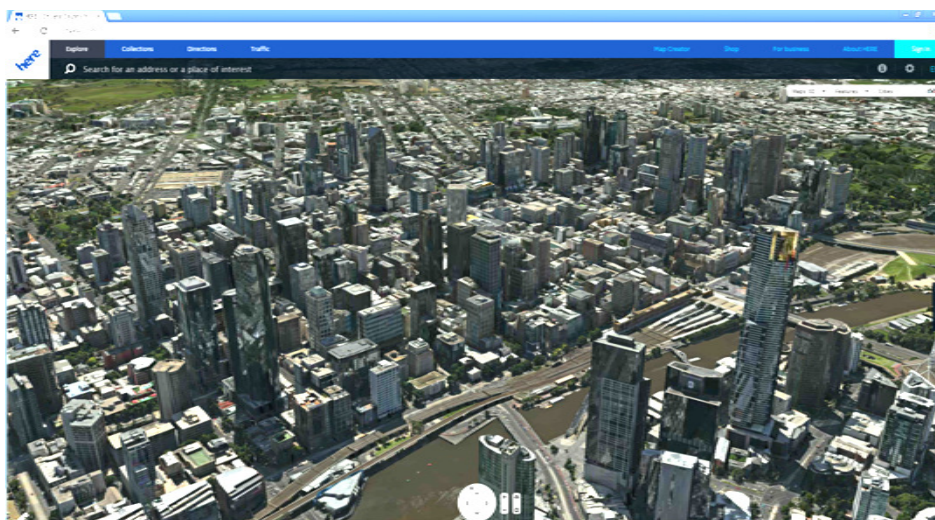 here
Explore Collections Directions Traffic Map Creator Shop For business About HERE Sign in
Search for an address or a place of interest
Maps Features Cities